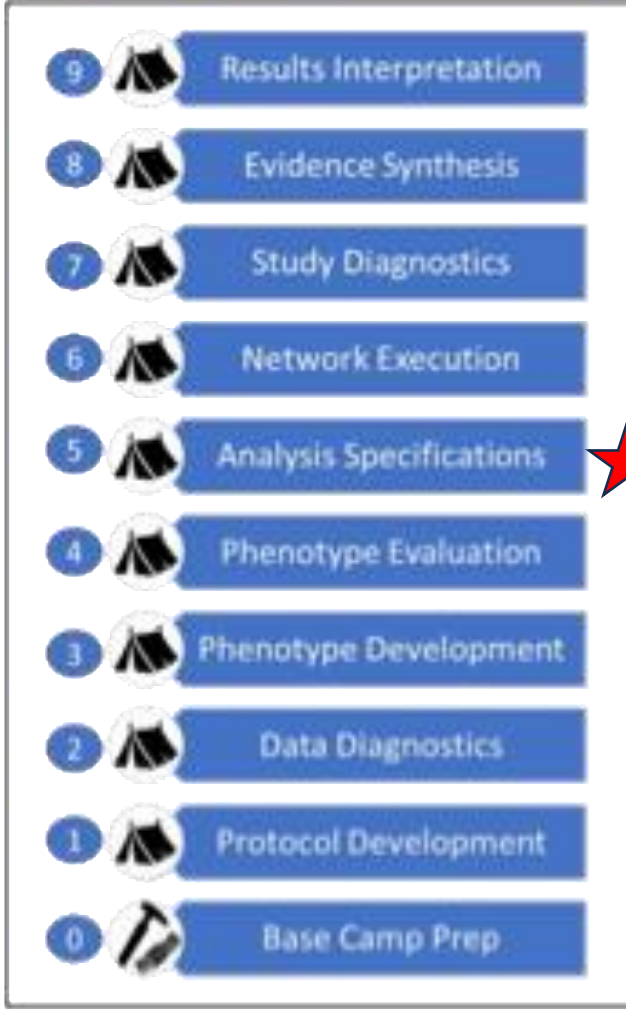 9 Results Interpretation
8 Evidence Synthesis
7 Study Diagnostics
6 Network Execution
5 Analysis Specifications
4 Phenotype Evaluation
3 Phenotype Development
2 Data Diagnostics
1 Protocol Development
0 Base Camp Prep